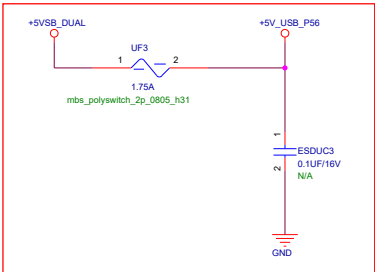 +5VSB_DUAL
+5V_USB_P56
UF3
1
2
1.75A
mbs_polyswitch_2p_0805_h31
1
ESDUC3
0.1UF/16V
2
N/A
GND